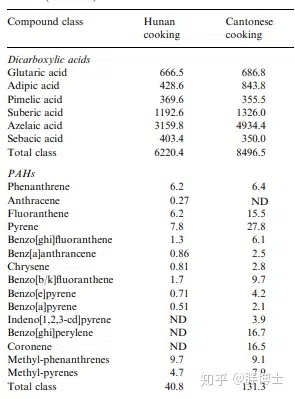 Compound class Hunan cooking Cantonese cooking
Dicarboxylic acids
Glutaric acid 666.5 686.8
Adipic acid 428.6 843.8
Pimelic acid 369.6 355.5
Suberic acid 1192.6 1326.0
Azelaic acid 3159.8 4934.4
Sebacic acid 403.4 350.0
Total class 6220.4 8496.5
PAHs
Phenanthrene 6.2 6.4
Anthracene 0.27 ND
Fluoranthene 6.2 15.5
Pyrene 7.8 27.8
Benzo[ghi]fluoranthene 1.3 6.1
Benz[a]anthrancene 0.86 2.5
Chrysene 0.81 2.8
Benzo[b/k]fluoranthene 1.7 9.7
Benzo[e]pyrene 0.71 4.2
Benzo[a]pyrene 0.51 2.1
Indeno[1,2,3-cd]pyrene ND 3.9
Benzo[ghi]perylene ND 16.7
Coronene ND 16.5
Methyl-phenanthrenes 9.7 9.1
Methyl-pyrenes 4.7 7.9
Total class 40.8 131.3
知乎